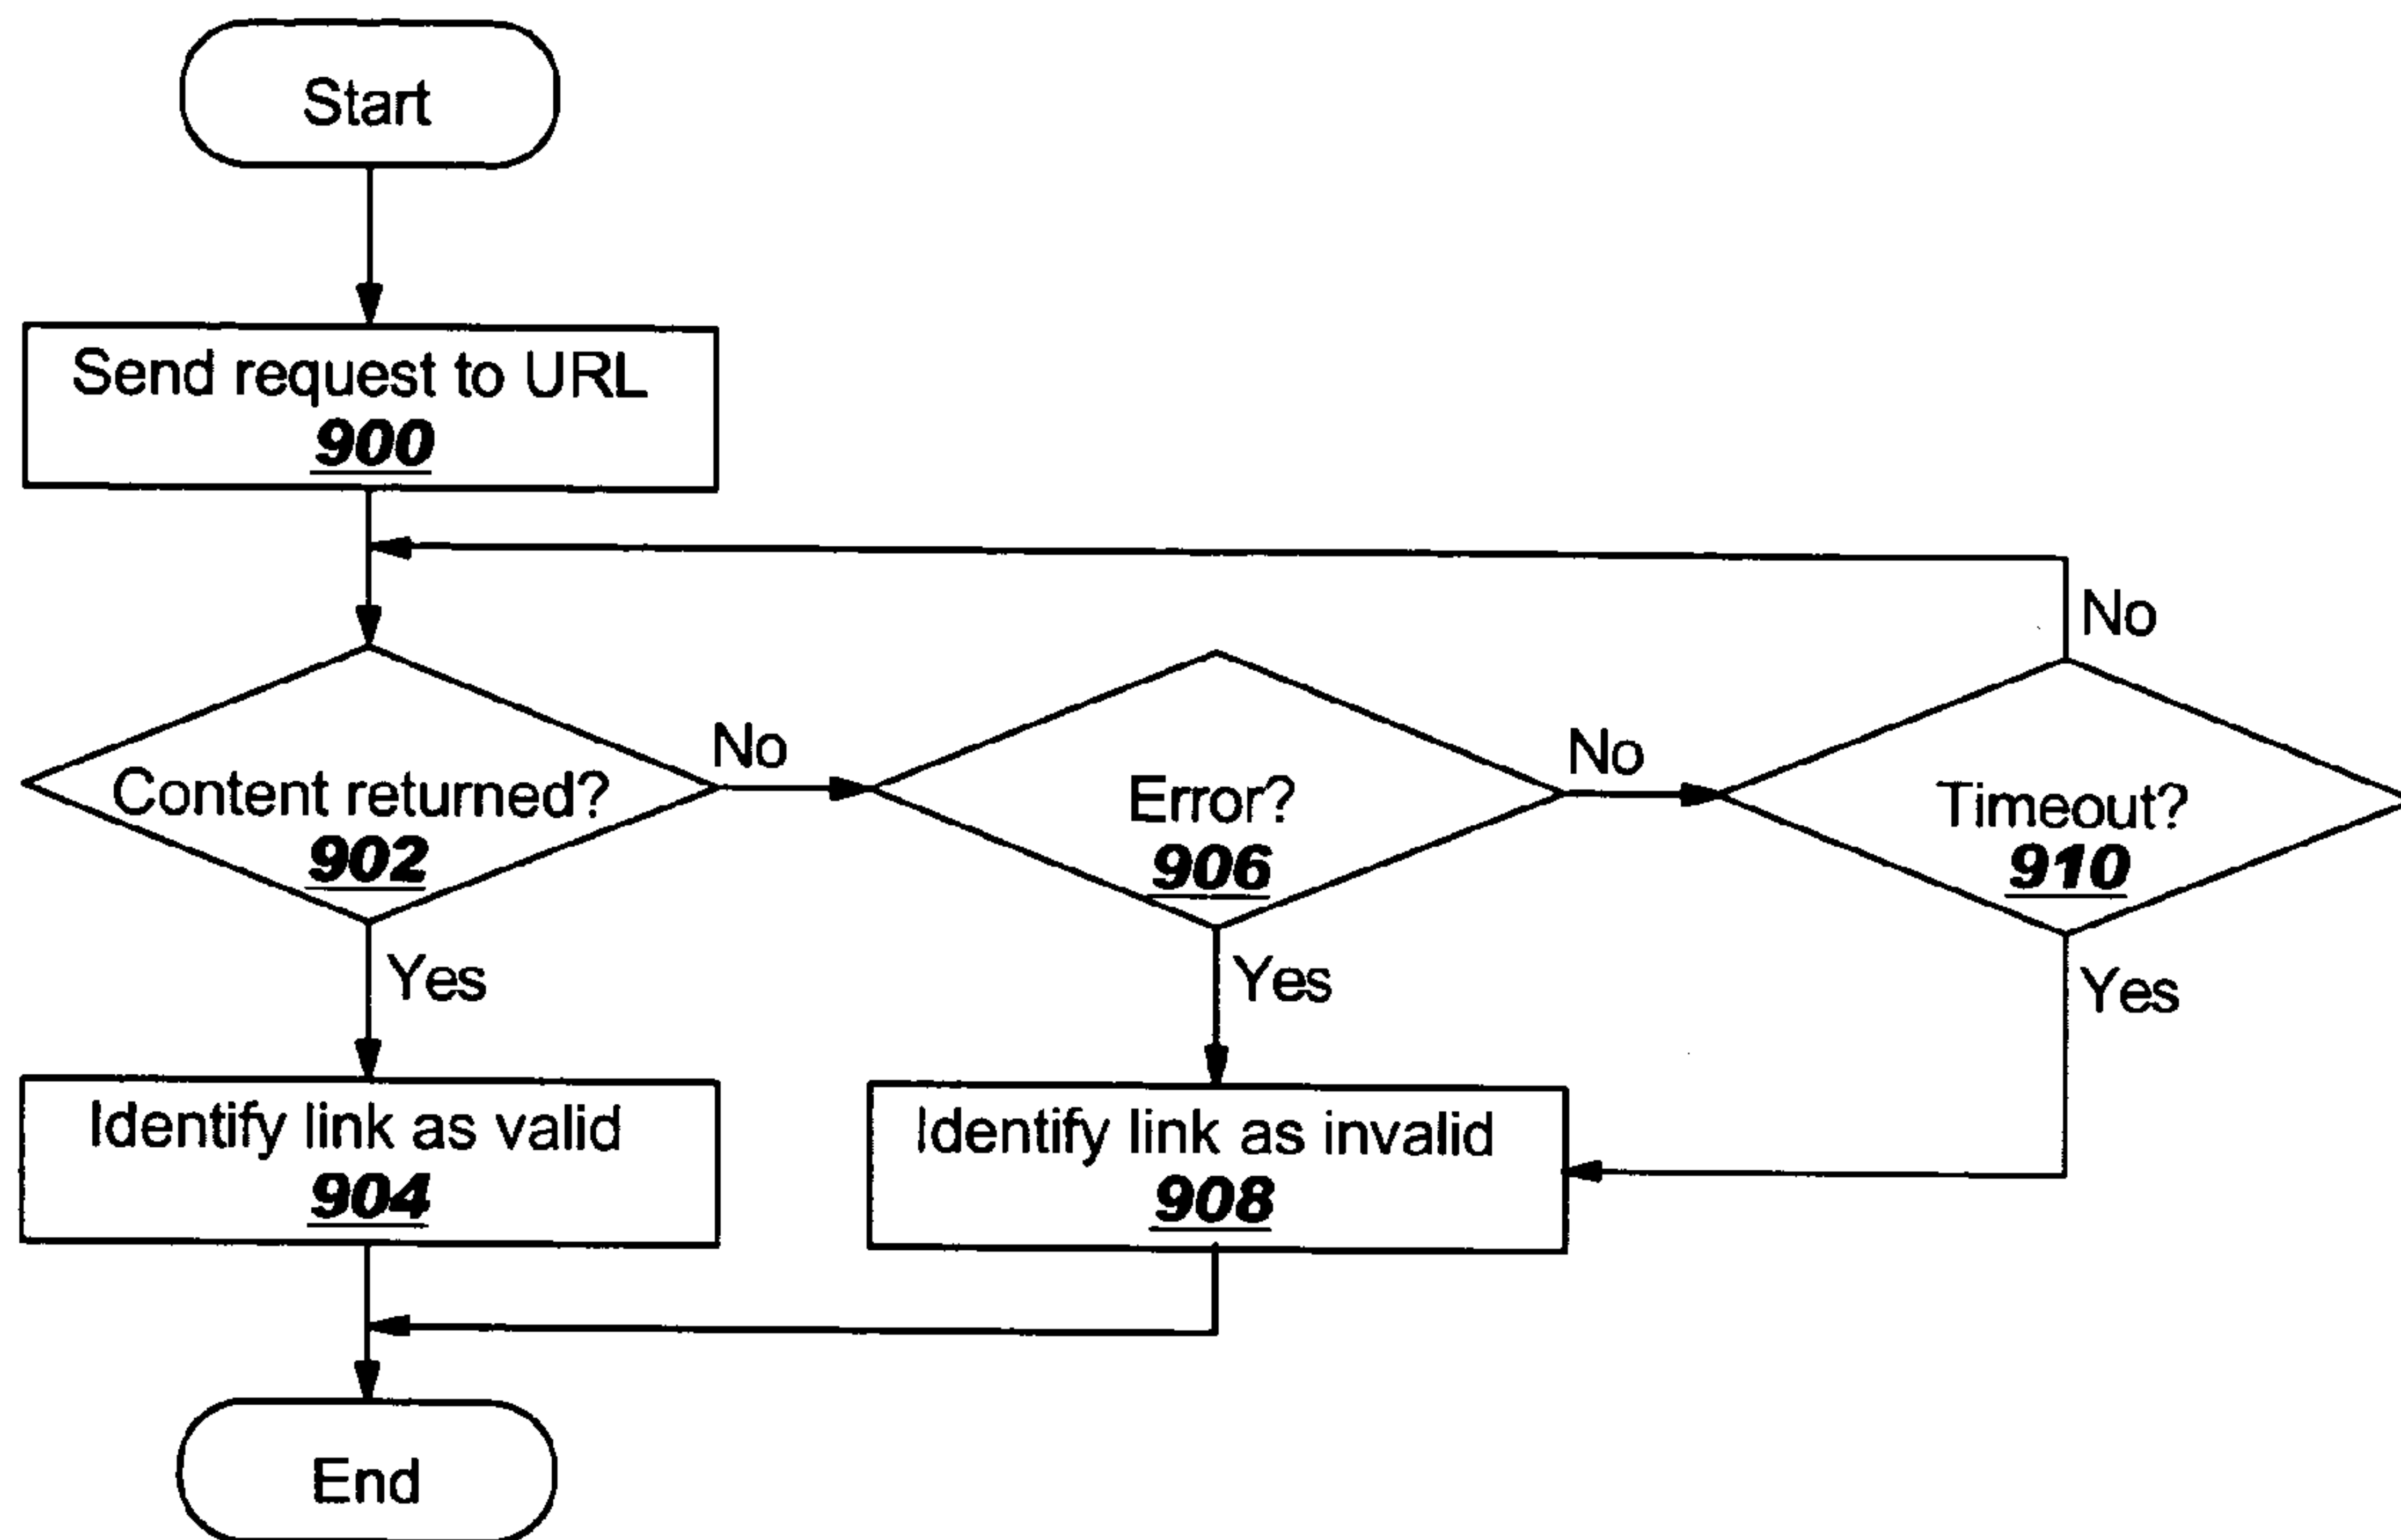 Start
Send request to URL
900
No
No
No
Content returned?
902
Error?
906
Timeout?
910
Yes
Yes
Yes
Identify link as valid
904
Identify link as invalid
908
End